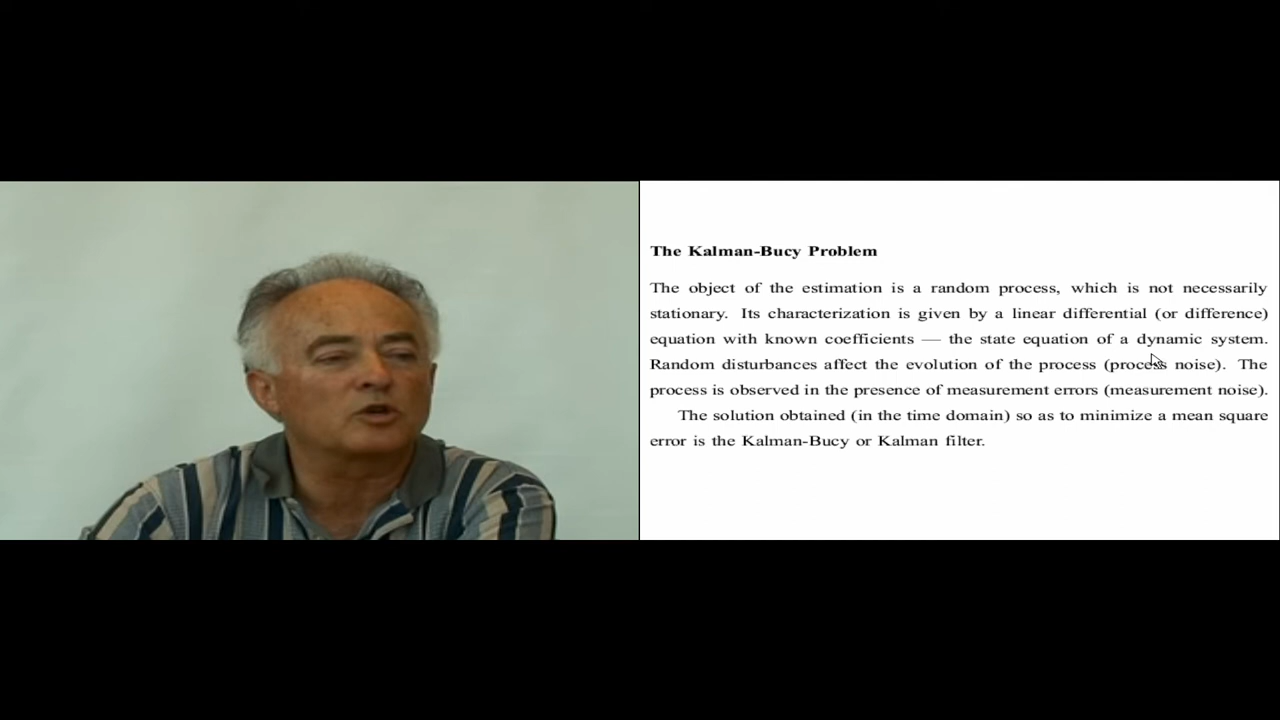 The Kalman-Bucy Problem
The object of the estimation is a random process, which is not necessarily
stationary. Its characterization is given by a linear differential (or difference)
equation with known coefficients — the state equation of a dynamic system.
Random disturbances affect the evolution of the process (process noise). The
process is observed in the presence of measurement errors (measurement noise).
The solution obtained (in the time domain) so as to minimize a mean square
error is the Kalman-Bucy or Kalman filter.